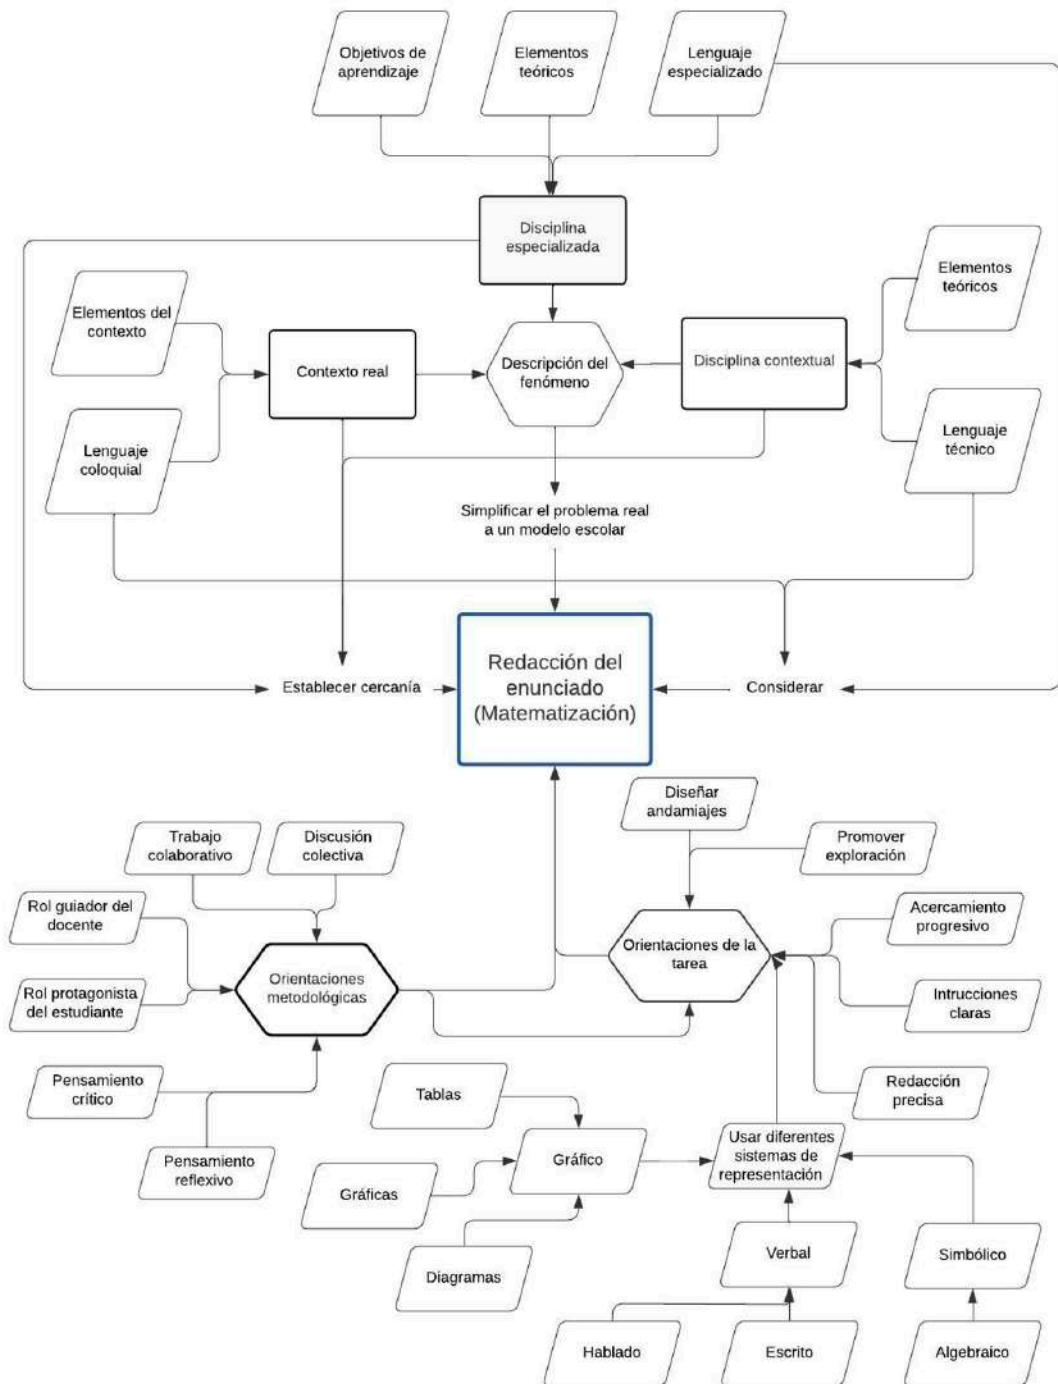 Objetivos de
aprendizaje
Elementos
teóricos
Lenguaje
especializado
Disciplina
especializada
Elementos
teóricos
Elementos del
contexto
Contexto real
Descripción del
fenómeno
Disciplina contextual
Lenguaje
coloquial
Lenguaje
técnico
Simplificar el problema real
a un modelo escolar
Establecer cercanía
Redacción del
enunciado
(Matematización)
Considerar
Diseñar
andamiajes
Trabajo
colaborativo
Discusión
colectiva
Promover
exploración
Rol guiador del
docente
Acercamiento
progresivo
Orientaciones de la
tarea
Orientaciones
metodológicas
Rol protagonista
del estudiante
Intrucciones
claras
Pensamiento
crítico
Tablas
Redacción
precisa
Pensamiento
reflexivo
Gráfico
Usar diferentes
sistemas de
representación
Gráficas
Diagramas
Verbal
Simbólico
Hablado
Escrito
Algebraico